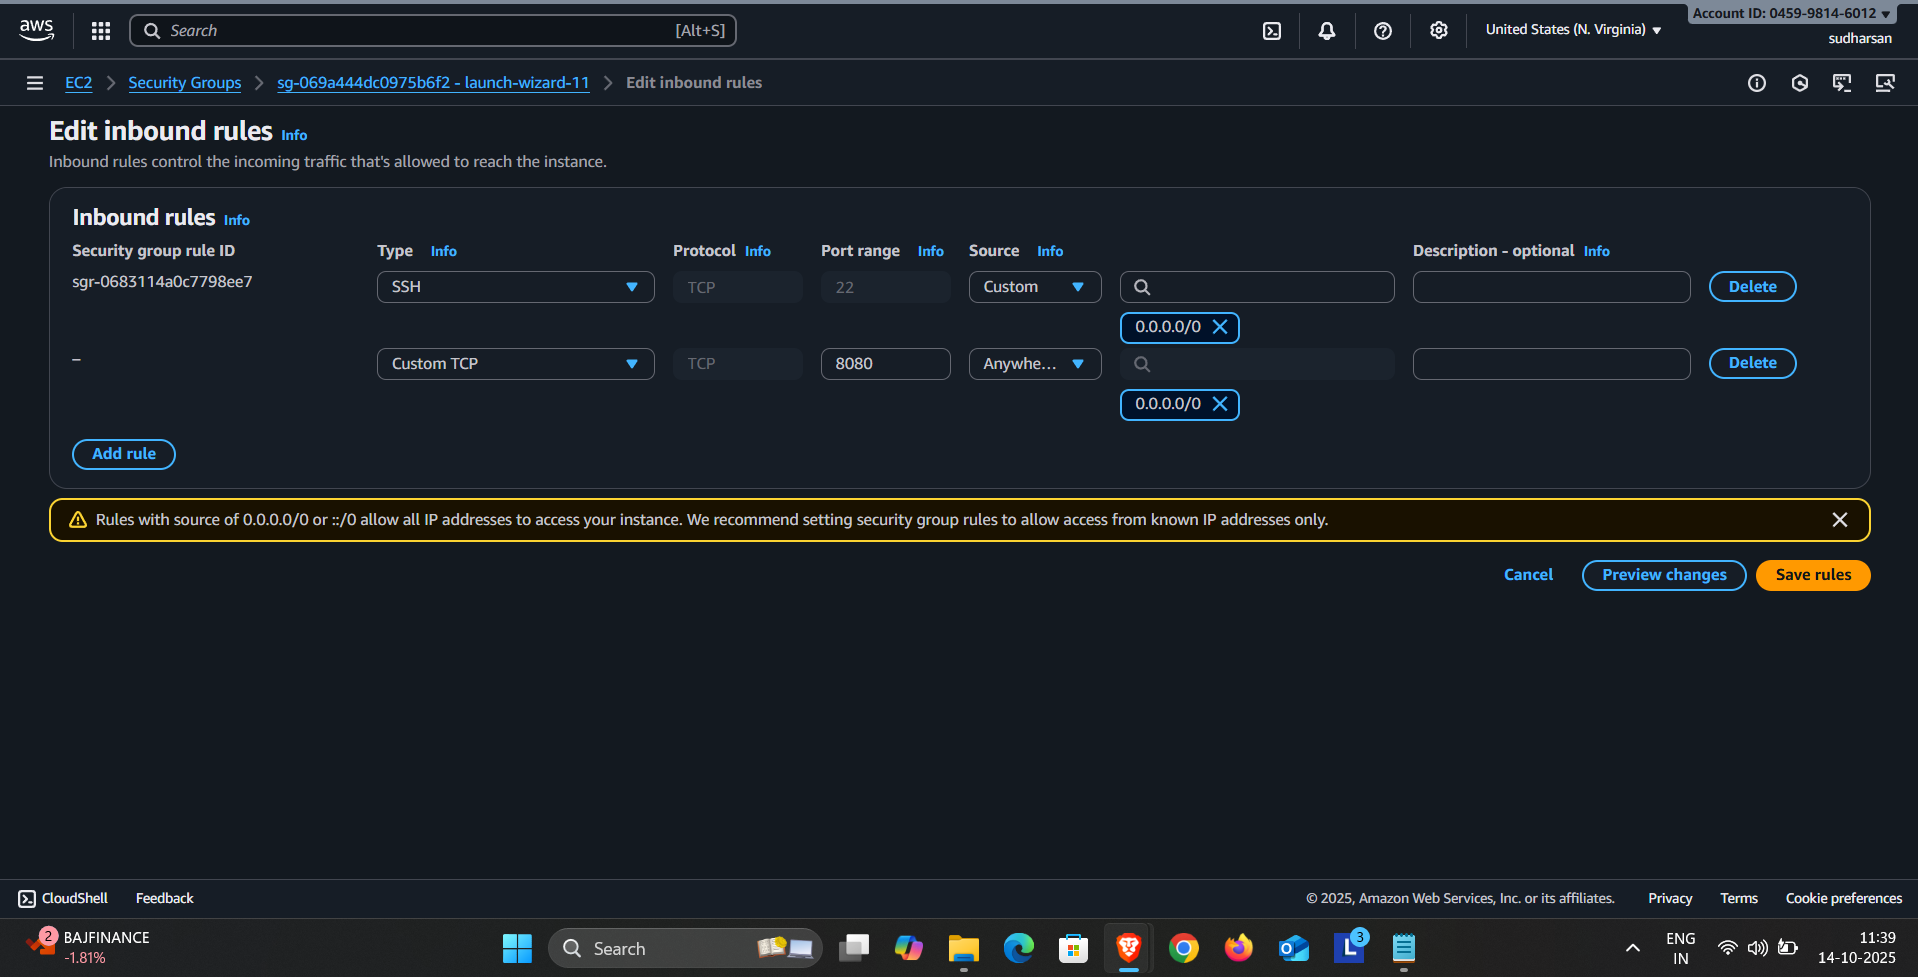 aws
Search [Alt+S]
United States (N. Virginia)
Account ID: 0459-9814-6012
sudharsan
EC2 Security Groups sg-069a444dc0975b6f2 - launch-wizard-11 Edit inbound rules
Edit inbound rules Info
Inbound rules control the incoming traffic that's allowed to reach the instance.
Inbound rules Info
Security group rule ID Type Info Protocol Info Port range Info Source Info Description - optional Info
sgr-0683114a0c7798ee7 SSH TCP 22 Custom Delete
0.0.0.0/0
– Custom TCP TCP 8080 Anywhe... Delete
0.0.0.0/0
Add rule
Rules with source of 0.0.0.0/0 or ::/0 allow all IP addresses to access your instance. We recommend setting security group rules to allow access from known IP addresses only.
Cancel Preview changes Save rules
CloudShell Feedback © 2025, Amazon Web Services, Inc. or its affiliates. Privacy Terms Cookie preferences
2 BAJFINANCE
-1.81%
Search
3
ENG
IN
11:39
14-10-2025